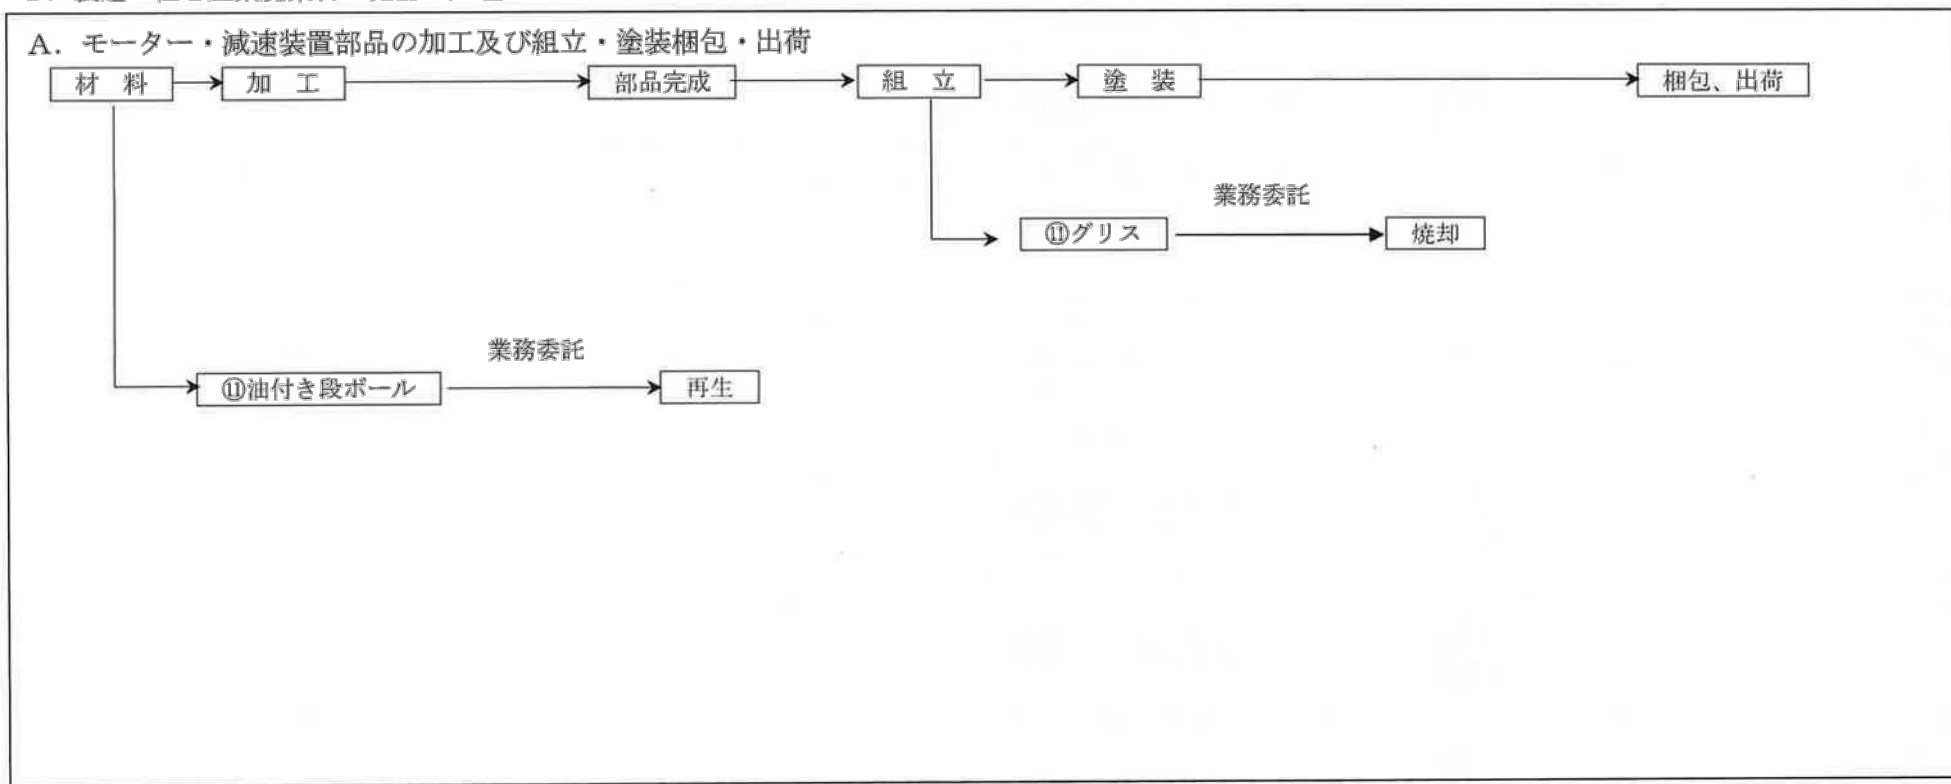 A．モーター・減速装置部品の加工及び組立・塗装梱包・出荷
材　料
加　工
部品完成
組　立
塗　装
梱包、出荷
業務委託
⑪グリス
焼却
業務委託
⑪油付き段ボール
再生